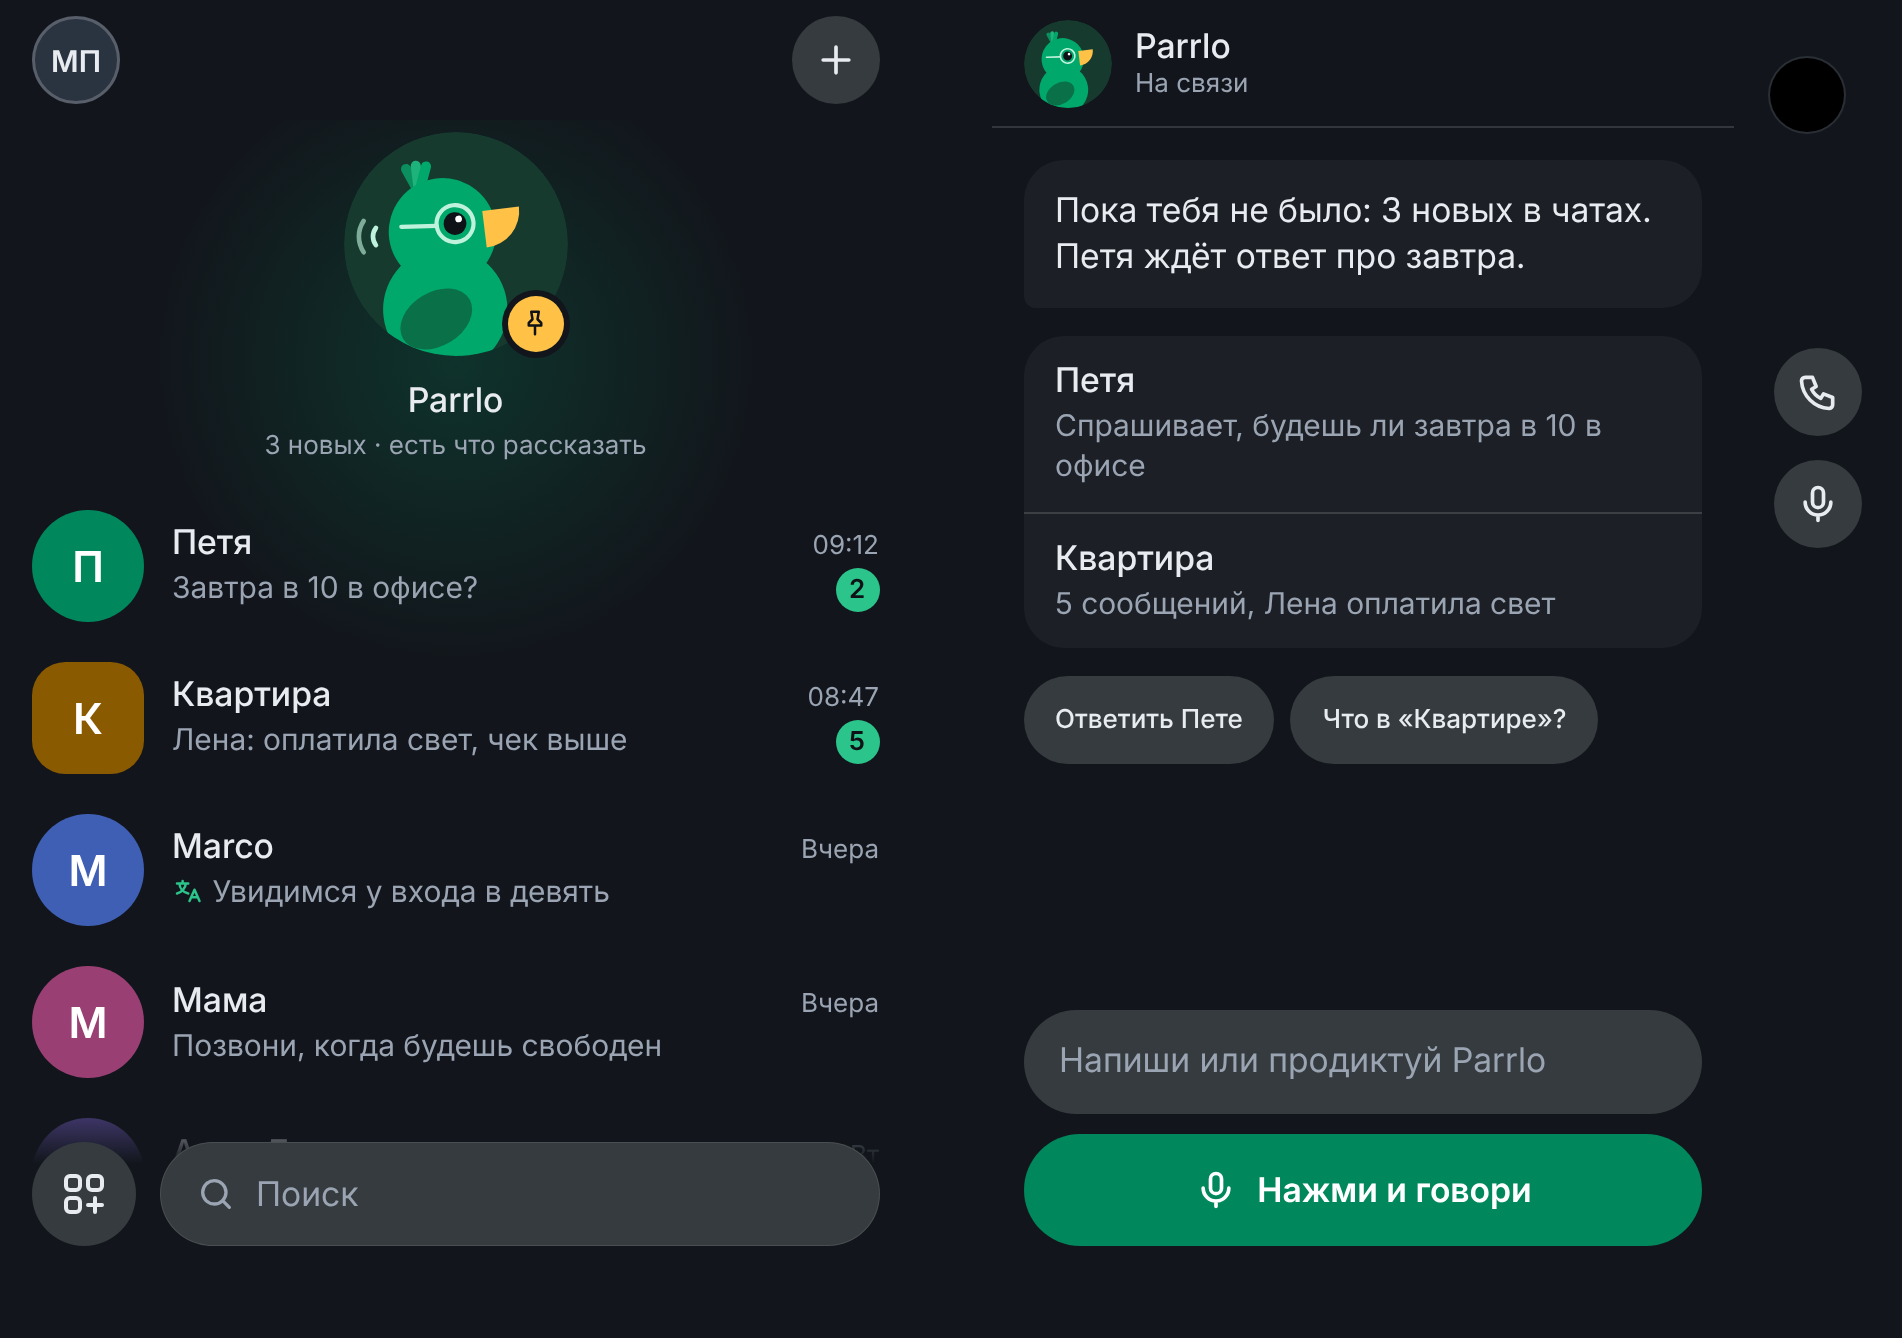 МП
Parrlo
3 новых · есть что рассказать
П
Петя
09:12
Завтра в 10 в офисе?
2
К
Квартира
08:47
Лена: оплатила свет, чек выше
5
M
Marco
Вчера
Увидимся у входа в девять
М
Мама
Вчера
Позвони, когда будешь свободен
Поиск
Parrlo
На связи
Пока тебя не было: 3 новых в чатах.
Петя ждёт ответ про завтра.
Петя
Спрашивает, будешь ли завтра в 10 в
офисе
Квартира
5 сообщений, Лена оплатила свет
Ответить Пете
Что в «Квартире»?
Напиши или продиктуй Parrlo
Нажми и говори